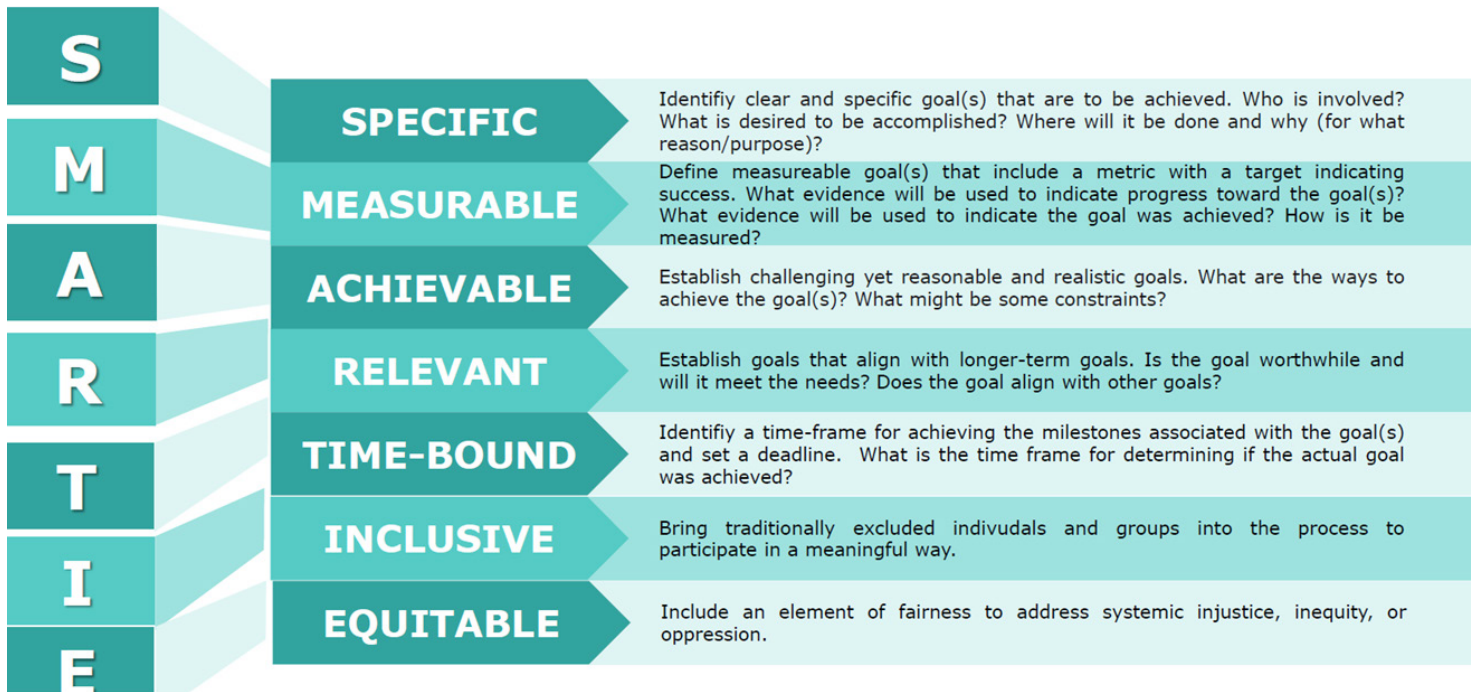 S
M
A
R
T
I
E
SPECIFIC
Identifiy clear and specific goal(s) that are to be achieved. Who is involved?
What is desired to be accomplished? Where will it be done and why (for what
reason/purpose)?
MEASURABLE
Define measureable goal(s) that include a metric with a target indicating
success. What evidence will be used to indicate progress toward the goal(s)?
What evidence will be used to indicate the goal was achieved? How is it be
measured?
ACHIEVABLE
Establish challenging yet reasonable and realistic goals. What are the ways to
achieve the goal(s)? What might be some constraints?
RELEVANT
Establish goals that align with longer-term goals. Is the goal worthwhile and
will it meet the needs? Does the goal align with other goals?
TIME-BOUND
Identifiy a time-frame for achieving the milestones associated with the goal(s)
and set a deadline.  What is the time frame for determining if the actual goal
was achieved?
INCLUSIVE
Bring traditionally excluded indivudals and groups into the process to
participate in a meaningful way.
EQUITABLE
Include an element of fairness to address systemic injustice, inequity, or
oppression.